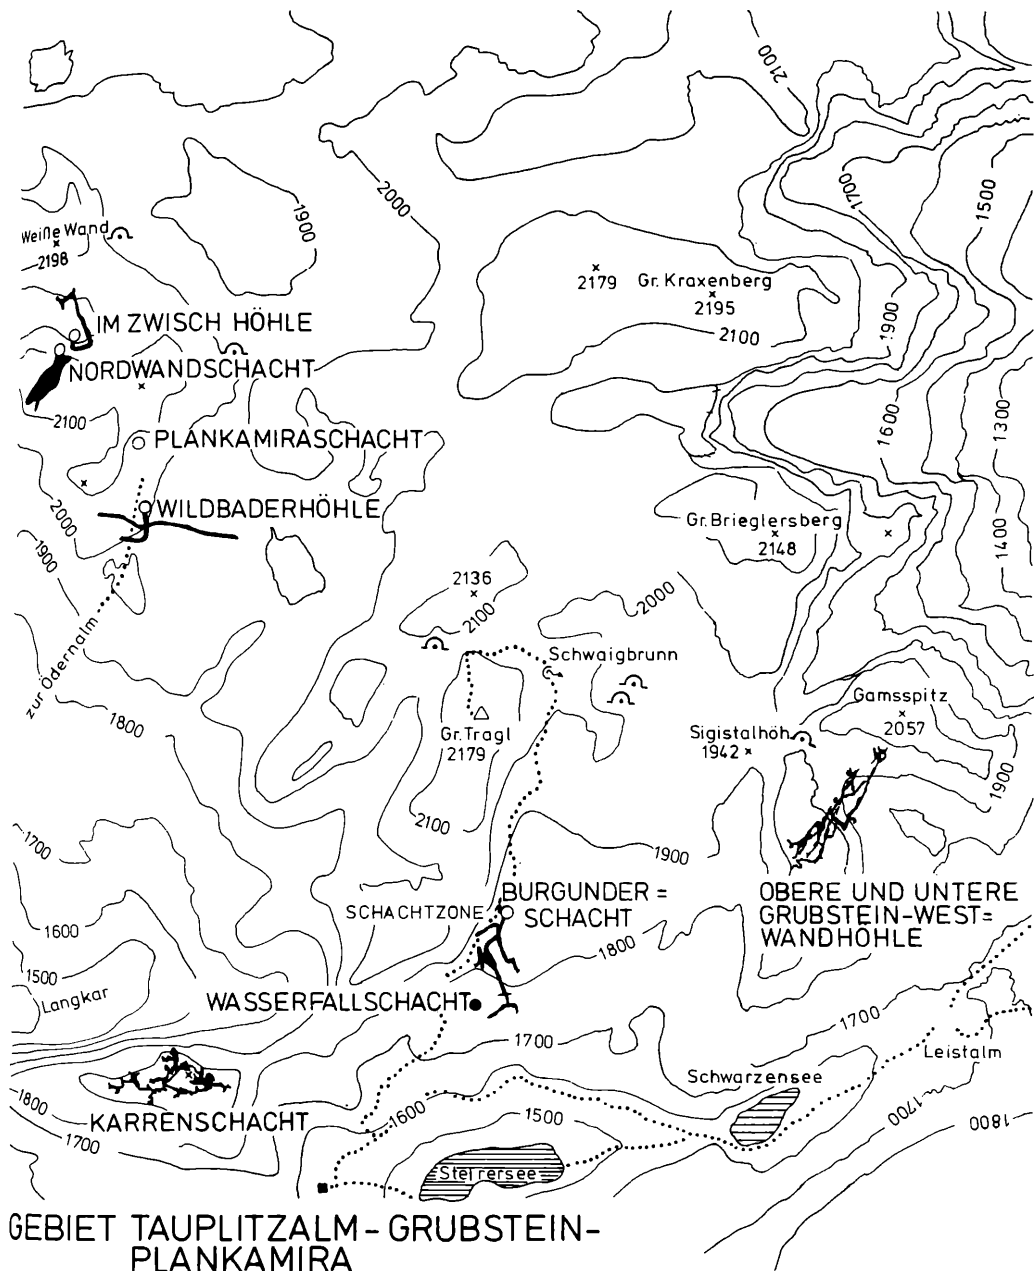 2100
1700
1500
2000
1900
Weiße Wand
2198
2179
Gr. Kraxenberg
2195
2100
1900
IM ZWISCH HÖHLE
NORDWANDSCHACHT
2100
PLANKAMIRASCHACHT
1600
1300
2000
WILDBADERHÖHLE
Gr. Brieglersberg
2148
1400
1900
2136
2100
2000
zur Ödernalm
Schwaigbrunn
1800
Gamsspitz
2057
Gr. Tragl
2179
Sigistalhöh
1942
1900
2100
1700
1900
BURGUNDER=
SCHACHT
OBERE UND UNTERE
GRUBSTEIN-WEST=
WANDHÖHLE
SCHACHTZONE
1600
1800
1500
Langkar
WASSERFALLSCHACHT
1700
1700
Leistalm
Schwarzensee
1800
KARRENSCHACHT
1600
1500
1700
1800
1700
Steirersee
GEBIET TAUPLITZALM-GRUBSTEIN-
PLANKAMIRA